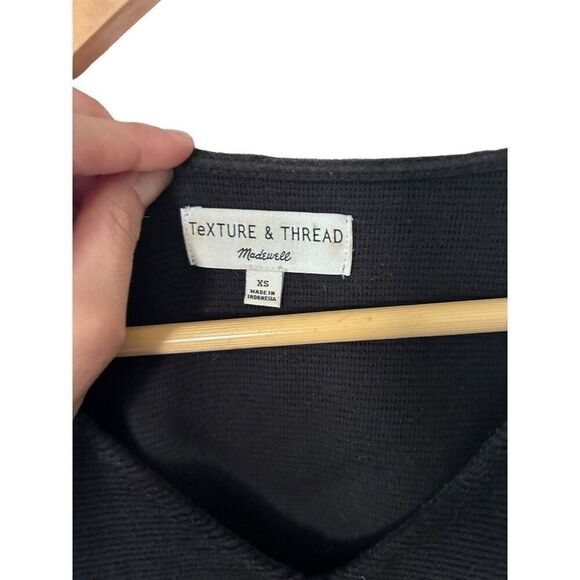 TeXTURE & THREAD
Madewell
XS
MADE IN
INDONESIA